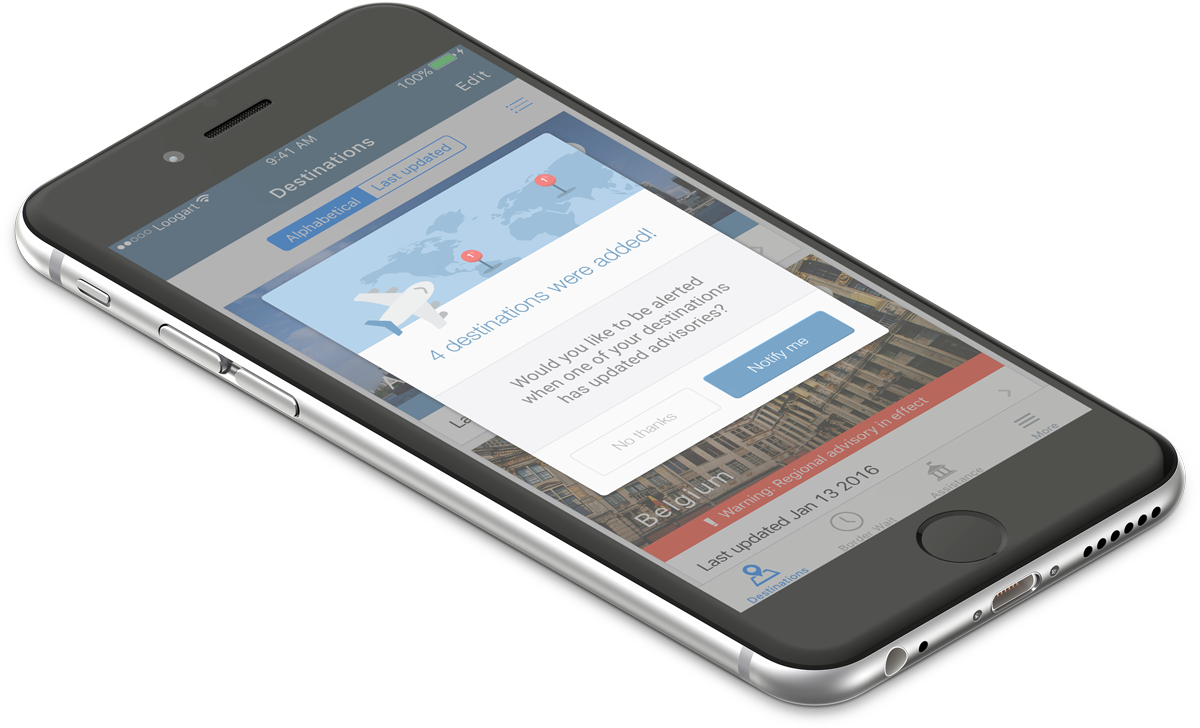 Loogart
9:41 AM
100%
Destinations
Edit
Alphabetical
Last updated
1
1
4 destinations were added!
Would you like to be alerted
when one of your destinations
has updated advisories?
No thanks
Notify me
A
La
Belgium
Warning: Regional advisory in effect
Last updated Jan 13 2016
Destinations
Border Wait
Assistance
More